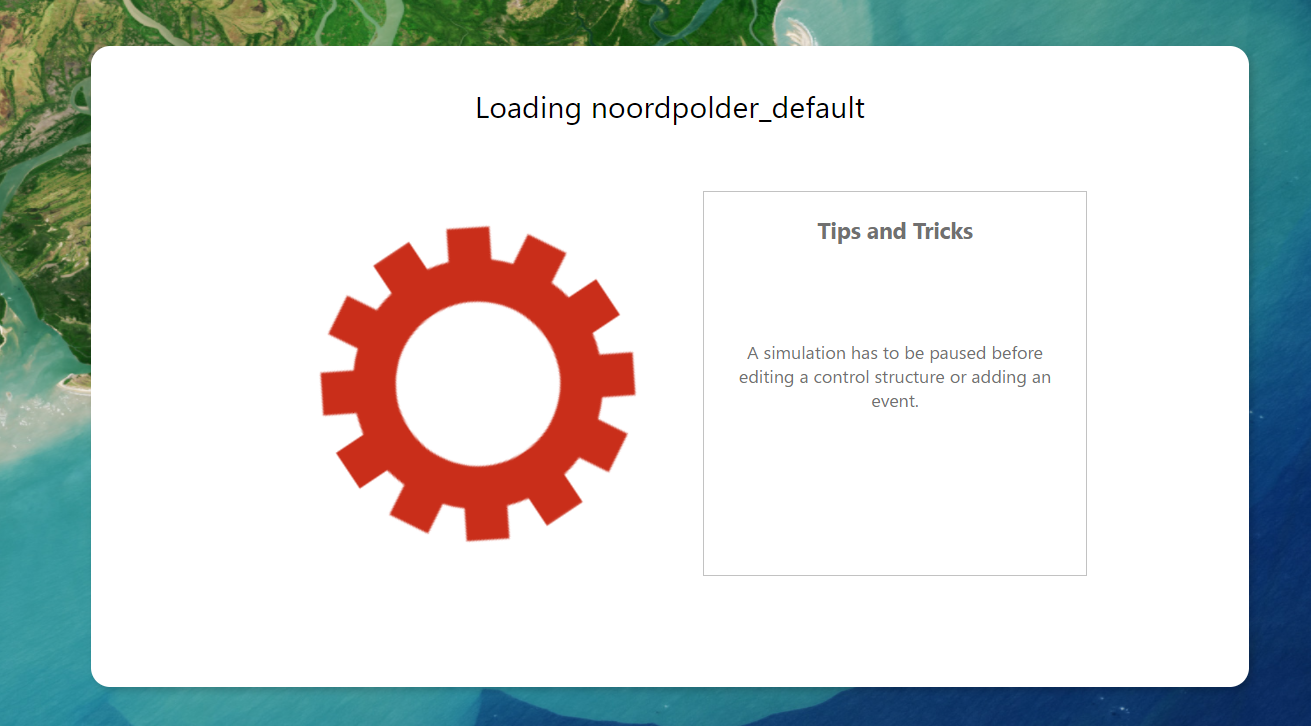 Loading noordpolder_default
Tips and Tricks
A simulation has to be paused before
editing a control structure or adding an
event.